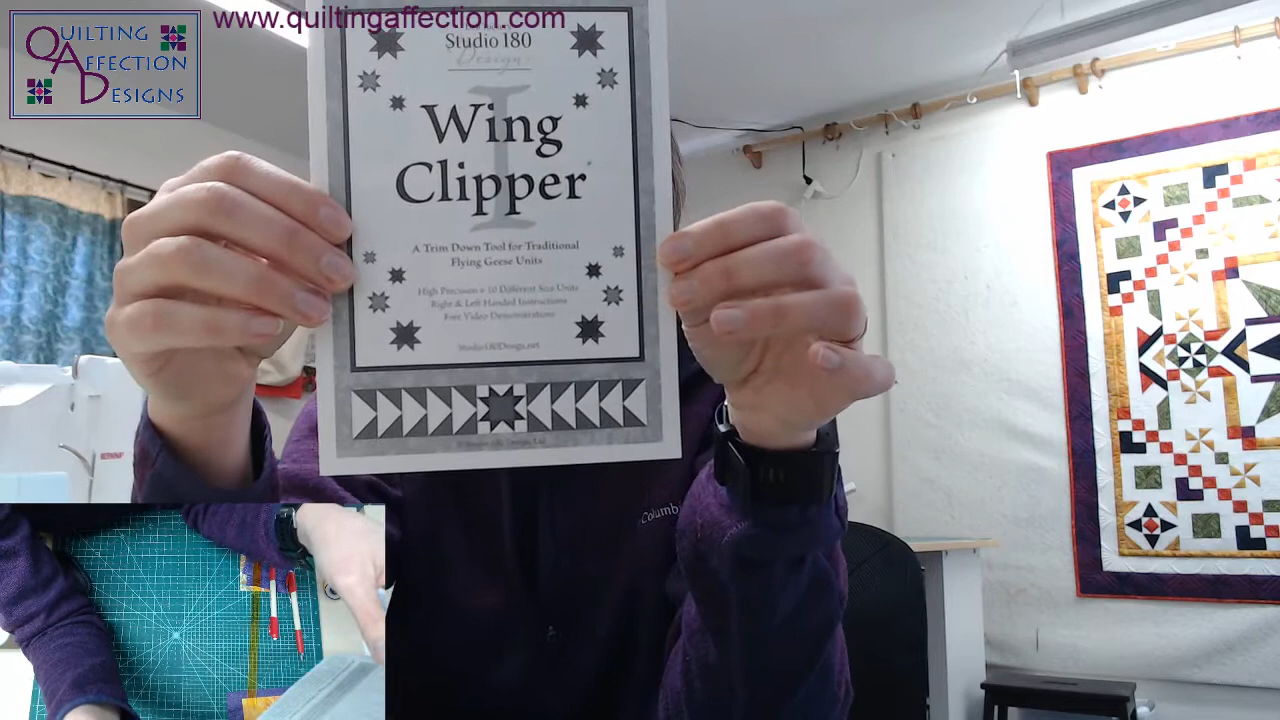 www.quiltingaffection.com
QUILTING
AFFECTION
DESIGNS
Studio 180
Design
Wing
Clipper
I
A Trim Down Tool for Traditional
Flying Geese Units
High Precision • 10 Different Size Units
Right & Left Handed Instructions
Free Video Demonstrations
Studio180Design.net
BERNINA
Columbia